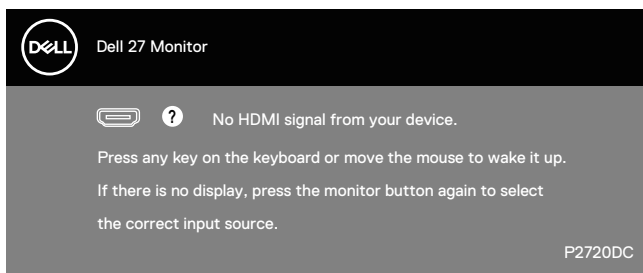 DELL
Dell 27 Monitor
? No HDMI signal from your device.
Press any key on the keyboard or move the mouse to wake it up.
If there is no display, press the monitor button again to select
the correct input source.
P2720DC